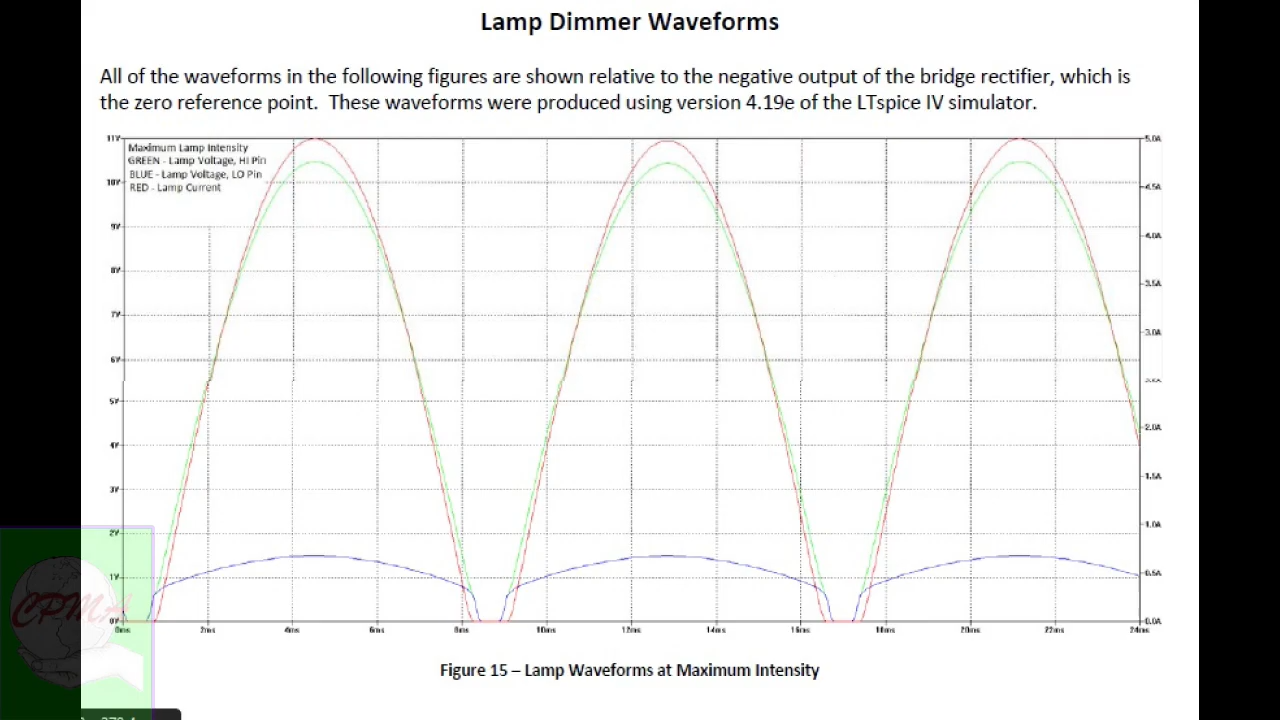 Lamp Dimmer Waveforms
All of the waveforms in the following figures are shown relative to the negative output of the bridge rectifier, which is
the zero reference point. These waveforms were produced using version 4.19e of the LTspice IV simulator.
Maximum Lamp Intensity
GREEN - Lamp Voltage, HI Pin
BLUE - Lamp Voltage, LO Pin
RED - Lamp Current
11V 5.0A
10V 4.5A
9V 4.0A
8V 3.5A
7V 3.0A
6V
5V 2.0A
4V 1.5A
3V 1.0A
2V 0.5A
1V 0.0A
0V
0ms 2ms 4ms 6ms 8ms 10ms 12ms 14ms 16ms 18ms 20ms 22ms 24ms
CPMA
Figure 15 – Lamp Waveforms at Maximum Intensity